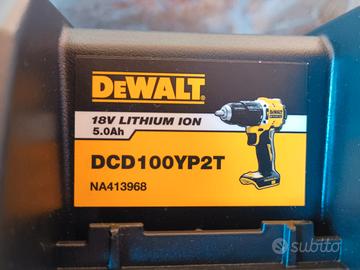 DEWALT
18V LITHIUM ION
5.0Ah
DCD100YP2T
NA413968
subito